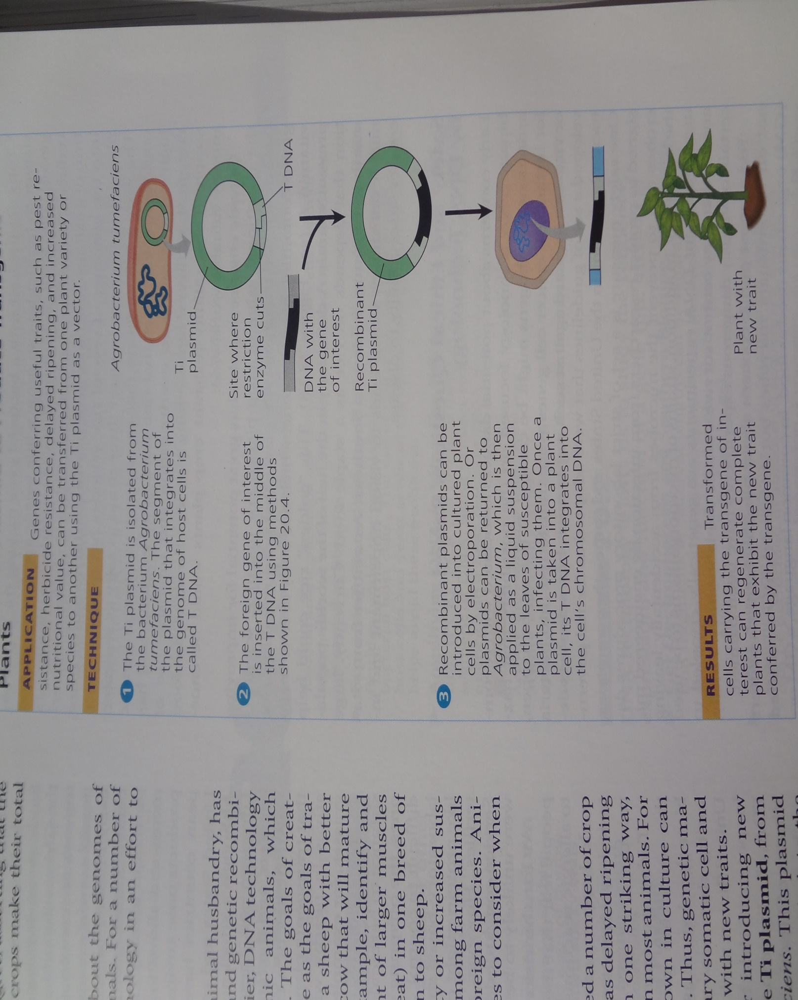 crops make their total
bout the genomes of
nals. For a number of
nology in an effort to
imal husbandry, has
nd genetic recombi-
ier, DNA technology
nic animals, which
. The goals of creat-
e as the goals of tra-
a sheep with better
cow that will mature
ample, identify and
nt of larger muscles
eat) in one breed of
n to sheep.
y or increased sus-
mong farm animals
oreign species. Ani-
es to consider when
ed a number of crop
as delayed ripening
n one striking way,
n most animals. For
own in culture can
. Thus, genetic ma-
ry somatic cell and
with new traits.
r introducing new
e Ti plasmid, from
ciens. This plasmid
Plants
APPLICATION Genes conferring useful traits, such as pest re-
sistance, herbicide resistance, delayed ripening, and increased
nutritional value, can be transferred from one plant variety or
species to another using the Ti plasmid as a vector.
TECHNIQUE
Agrobacterium tumefaciens
1 The Ti plasmid is isolated from
the bacterium Agrobacterium
tumefaciens. The segment of
the plasmid that integrates into
the genome of host cells is
called T DNA.
Ti
plasmid
2 The foreign gene of interest
is inserted into the middle of
the T DNA using methods
shown in Figure 20.4.
Site where
restriction
enzyme cuts
T DNA
DNA with
the gene
of interest
Recombinant
Ti plasmid
3 Recombinant plasmids can be
introduced into cultured plant
cells by electroporation. Or
plasmids can be returned to
Agrobacterium, which is then
applied as a liquid suspension
to the leaves of susceptible
plants, infecting them. Once a
plasmid is taken into a plant
cell, its T DNA integrates into
the cell's chromosomal DNA.
RESULTS Transformed
cells carrying the transgene of in-
terest can regenerate complete
plants that exhibit the new trait
conferred by the transgene.
Plant with
new trait